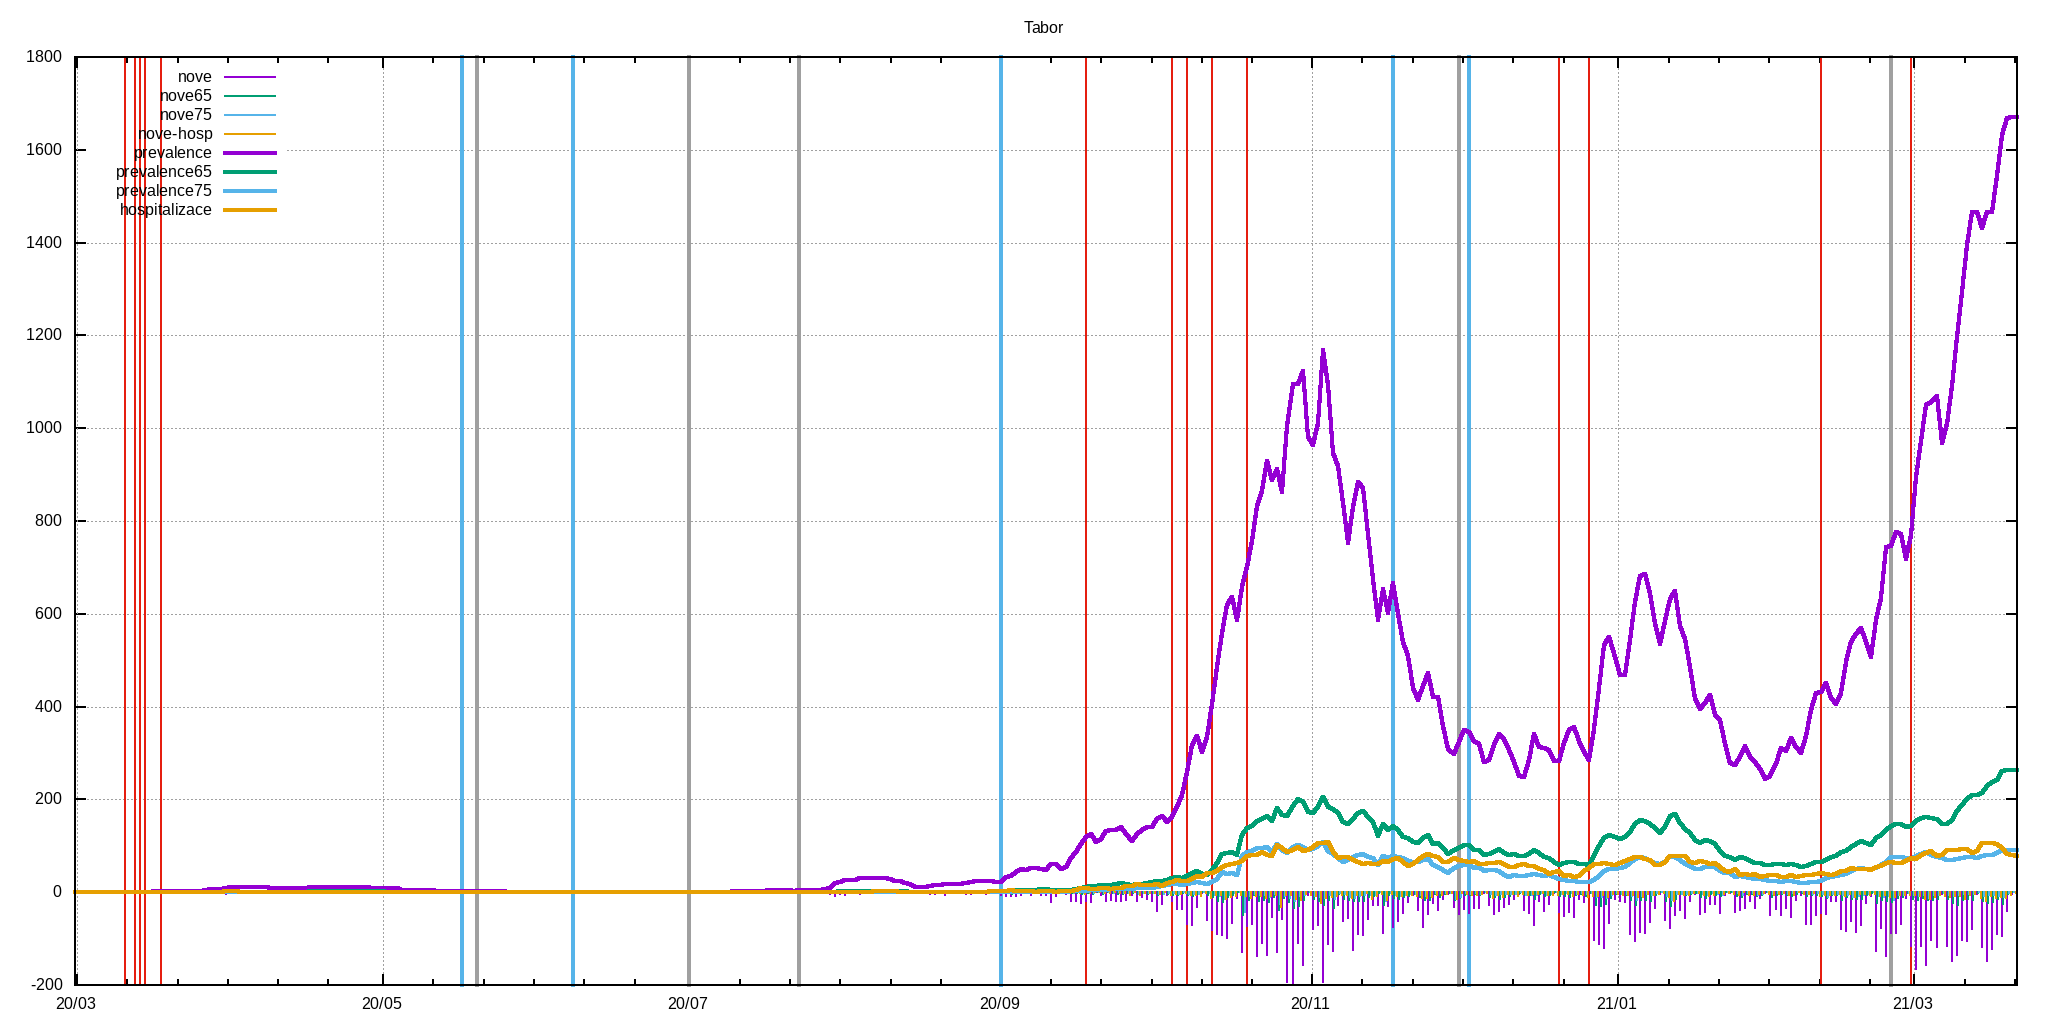 Tabor
1800
1600
1400
1200
1000
800
600
400
200
0
-200
nove
nove65
nove75
nove-hosp
prevalence
prevalence65
prevalence75
hospitalizace
20/03 20/05 20/07 20/09 20/11 21/01 21/03